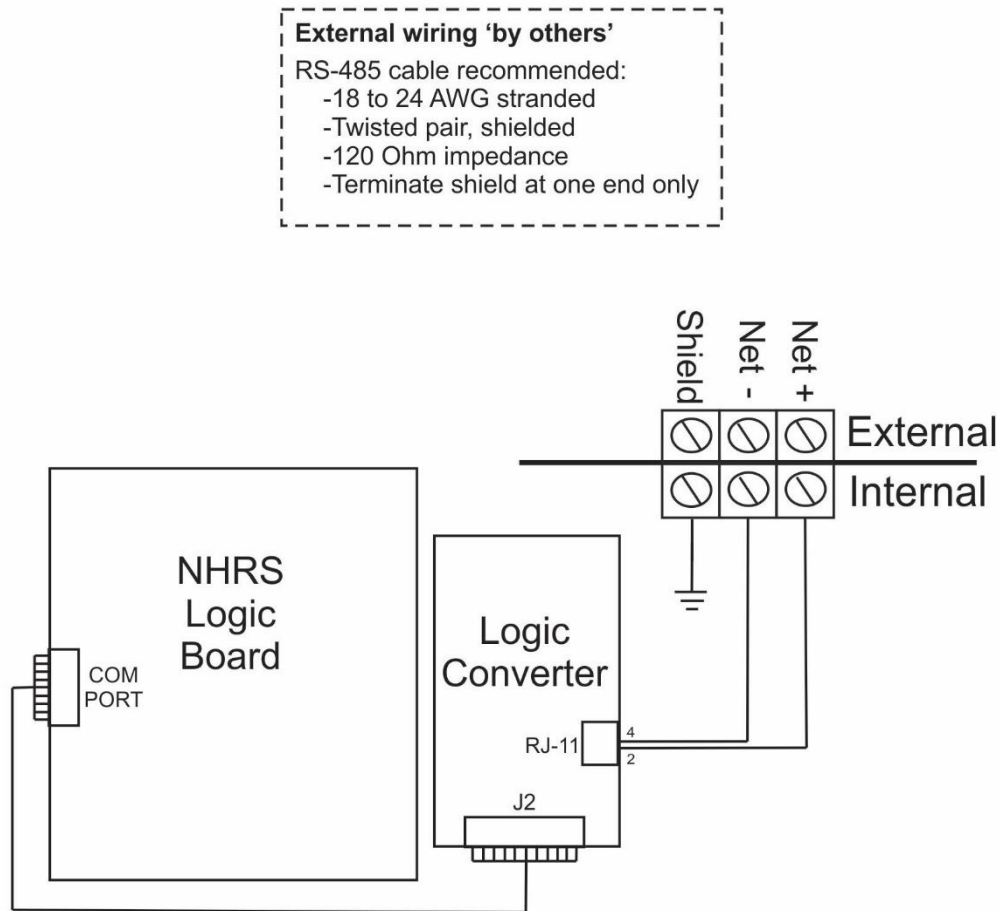 External wiring ‘by others’
RS-485 cable recommended:
-18 to 24 AWG stranded
-Twisted pair, shielded
-120 Ohm impedance
-Terminate shield at one end only
Shield
Net -
Net +
External
Internal
NHRS
Logic
Board
COM
PORT
Logic
Converter
RJ-11
4
2
J2